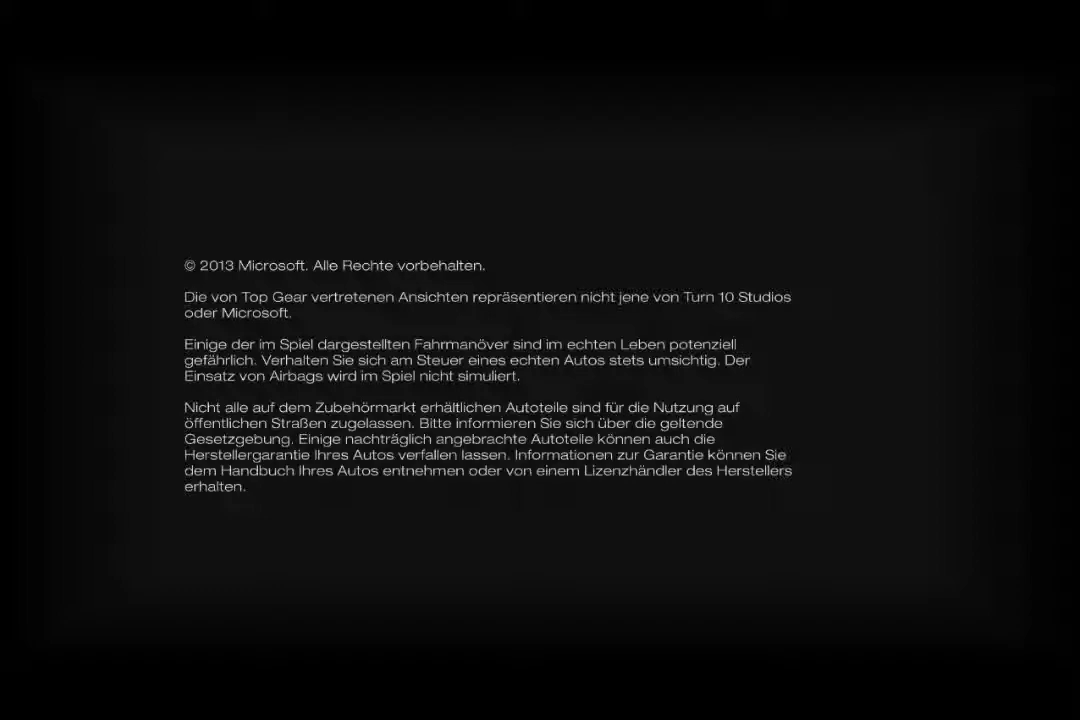 © 2013 Microsoft. Alle Rechte vorbehalten.
Die von Top Gear vertretenen Ansichten repräsentieren nicht jene von Turn 10 Studios
oder Microsoft.
Einige der im Spiel dargestellten Fahrmanöver sind im echten Leben potenziell
gefährlich. Verhalten Sie sich am Steuer eines echten Autos stets umsichtig. Der
Einsatz von Airbags wird im Spiel nicht simuliert.
Nicht alle auf dem Zubehörmarkt erhältlichen Autoteile sind für die Nutzung auf
öffentlichen Straßen zugelassen. Bitte informieren Sie sich über die geltende
Gesetzgebung. Einige nachträglich angebrachte Autoteile können auch die
Herstellergarantie Ihres Autos verfallen lassen. Informationen zur Garantie können Sie
dem Handbuch Ihres Autos entnehmen oder von einem Lizenzhändler des Herstellers
erhalten.